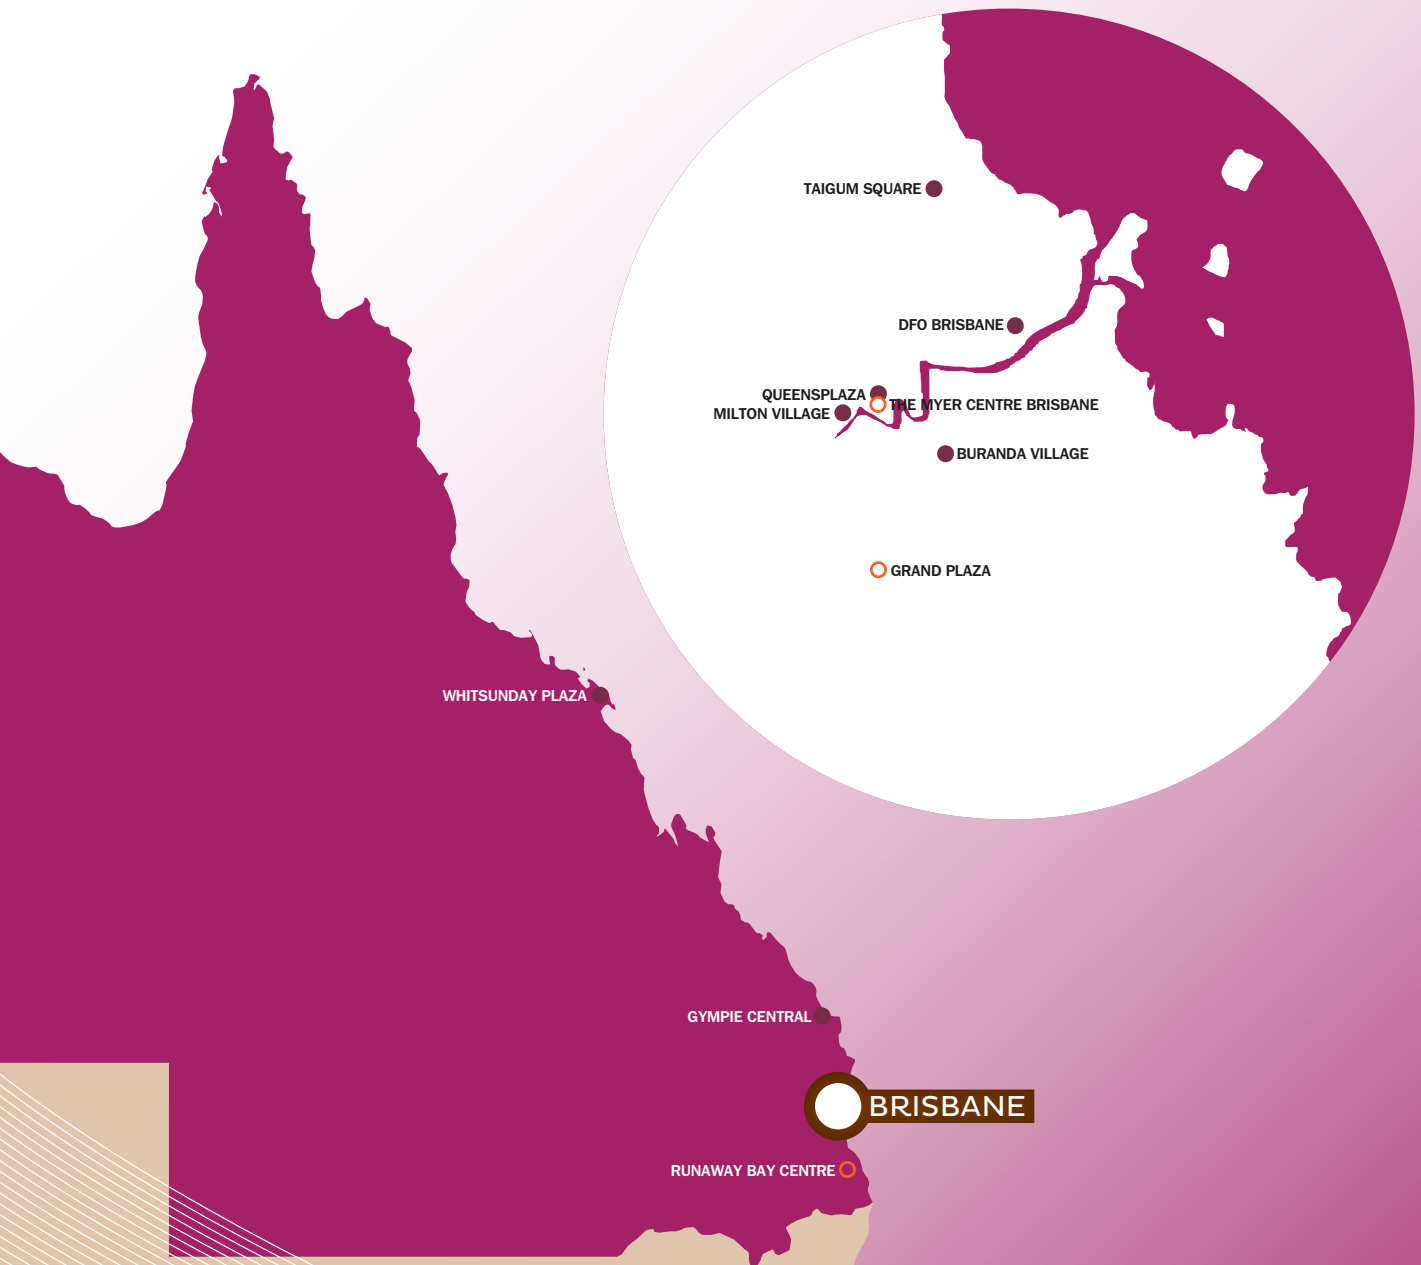 TAIGUM SQUARE
DFO BRISBANE
QUEENSPLAZA
THE MYER CENTRE BRISBANE
MILTON VILLAGE
BURANDA VILLAGE
GRAND PLAZA
WHITSUNDAY PLAZA
GYMPIE CENTRAL
BRISBANE
RUNAWAY BAY CENTRE